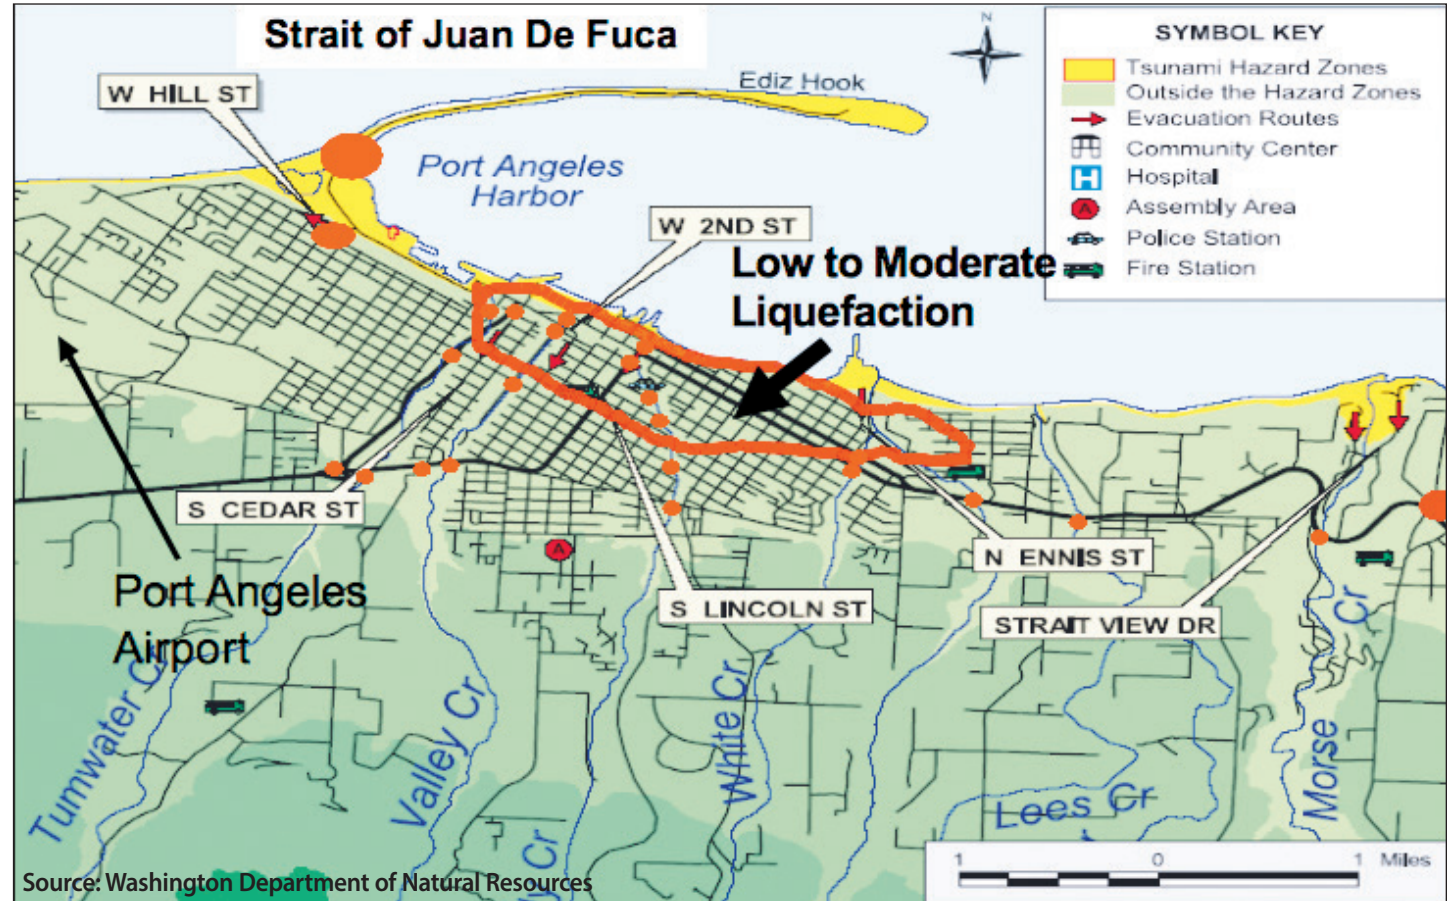 Strait of Juan De Fuca
N
SYMBOL KEY
Tsunami Hazard Zones
Outside the Hazard Zones
Evacuation Routes
Community Center
H
Hospital
A
Assembly Area
Police Station
Fire Station
W HILL ST
Ediz Hook
Port Angeles
Harbor
W 2ND ST
Low to Moderate
Liquefaction
S CEDAR ST
A
N ENNIS ST
S LINCOLN ST
STRAIT VIEW DR
Port Angeles
Airport
Tumwater Cr
Valley Cr
Cr
White Cr
Lees Cr
Morse Cr
1 0 1 Miles
Source: Washington Department of Natural Resources